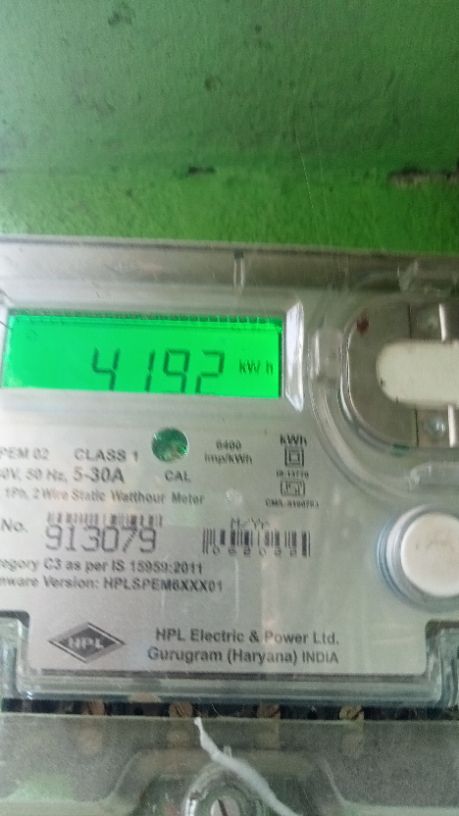 4192 kWh
PEM 02 CLASS 1 6400 imp/kWh kWh
0V, 50 Hz, 5-30A CAL
1Ph, 2 Wire Static Watthour Meter
No. 913079 M/Yr
egory C3 as per IS 15959:2011
mware Version: HPLSPEM6XXX01
HPL HPL Electric & Power Ltd.
Gurugram (Haryana) INDIA